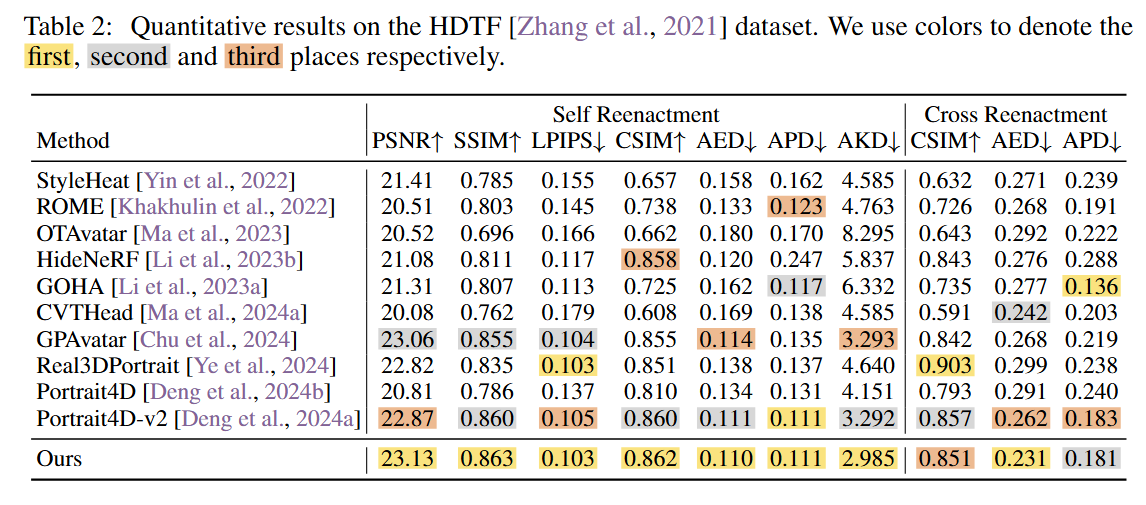 Table 2: Quantitative results on the HDTF [Zhang et al., 2021] dataset. We use colors to denote the
first, second and third places respectively.
Self Reenactment Cross Reenactment
Method PSNR↑ SSIM↑ LPIPS↓ CSIM↑ AED↓ APD↓ AKD↓ CSIM↑ AED↓ APD↓
StyleHeat [Yin et al., 2022] 21.41 0.785 0.155 0.657 0.158 0.162 4.585 0.632 0.271 0.239
ROME [Khakhulin et al., 2022] 20.51 0.803 0.145 0.738 0.133 0.123 4.763 0.726 0.268 0.191
OTAvatar [Ma et al., 2023] 20.52 0.696 0.166 0.662 0.180 0.170 8.295 0.643 0.292 0.222
HideNeRF [Li et al., 2023b] 21.08 0.811 0.117 0.858 0.120 0.247 5.837 0.843 0.276 0.288
GOHA [Li et al., 2023a] 21.31 0.807 0.113 0.725 0.162 0.117 6.332 0.735 0.277 0.136
CVTHead [Ma et al., 2024a] 20.08 0.762 0.179 0.608 0.169 0.138 4.585 0.591 0.242 0.203
GPAvatar [Chu et al., 2024] 23.06 0.855 0.104 0.855 0.114 0.135 3.293 0.842 0.268 0.219
Real3DPortrait [Ye et al., 2024] 22.82 0.835 0.103 0.851 0.138 0.137 4.640 0.903 0.299 0.238
Portrait4D [Deng et al., 2024b] 20.81 0.786 0.137 0.810 0.134 0.131 4.151 0.793 0.291 0.240
Portrait4D-v2 [Deng et al., 2024a] 22.87 0.860 0.105 0.860 0.111 0.111 3.292 0.857 0.262 0.183
Ours 23.13 0.863 0.103 0.862 0.110 0.111 2.985 0.851 0.231 0.181